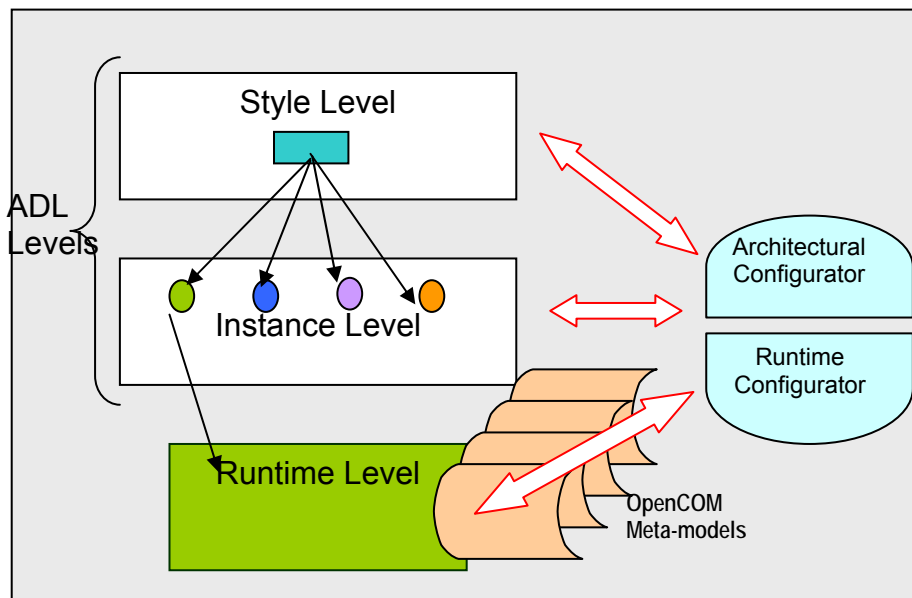 Style Level
ADL
Levels
Instance Level
Architectural
Configurator
Runtime
Configurator
Runtime Level
OpenCOM
Meta-models